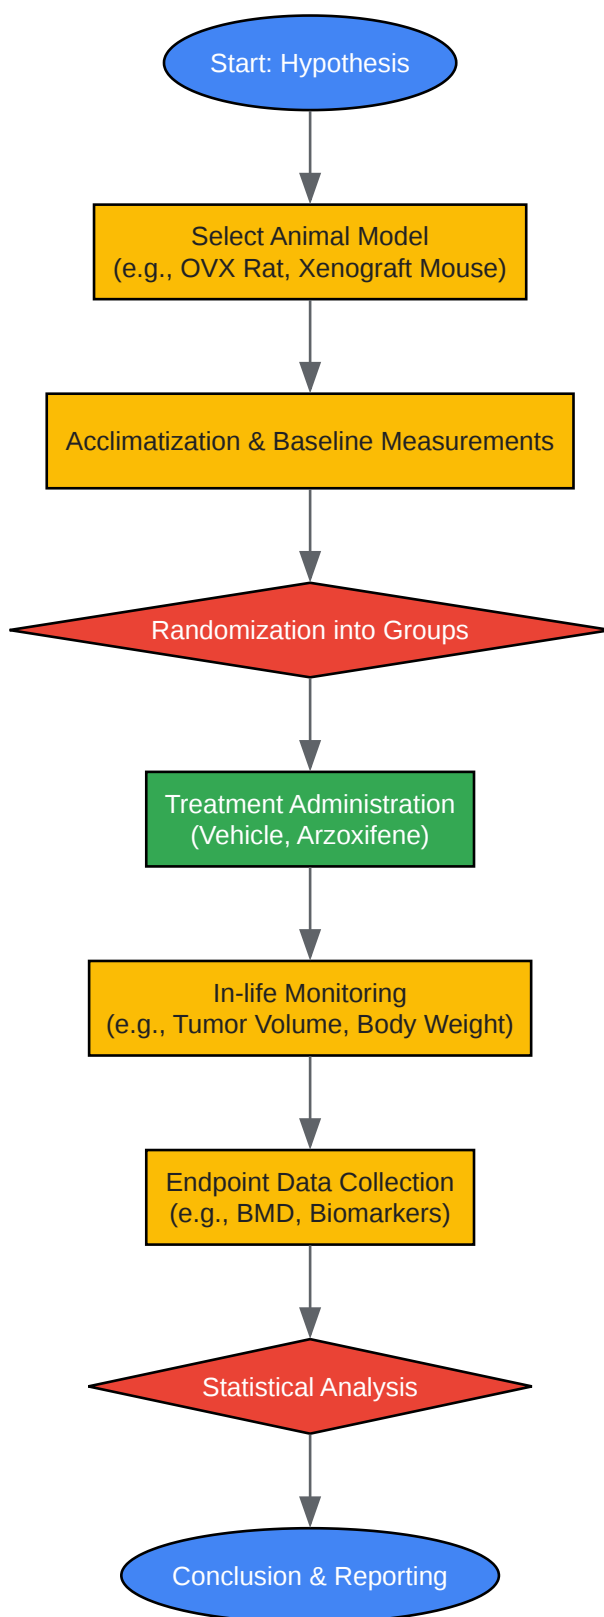 Start: Hypothesis
Select Animal Model
(e.g., OVX Rat, Xenograft Mouse)
Acclimatization & Baseline Measurements
Randomization into Groups
Treatment Administration
(Vehicle, Arzoxifene)
In-life Monitoring
(e.g., Tumor Volume, Body Weight)
Endpoint Data Collection
(e.g., BMD, Biomarkers)
Statistical Analysis
Conclusion & Reporting